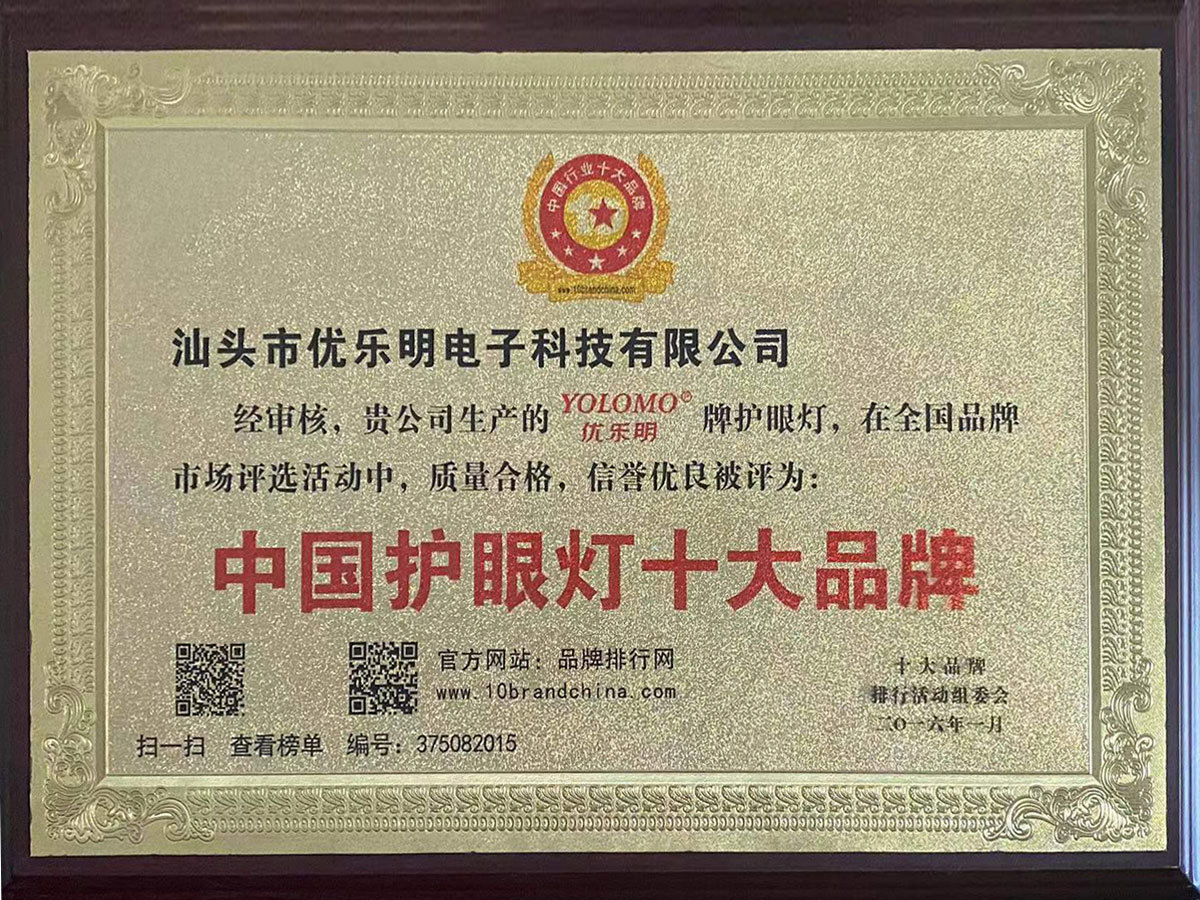 中国行业十大品牌
www.10brandchina.com
汕头市优乐明电子科技有限公司
经审核，贵公司生产的 YOLOMO® 优乐明 牌护眼灯，在全国品牌
市场评选活动中，质量合格，信誉优良被评为：
中国护眼灯十大品牌
官方网站：品牌排行网
www.10brandchina.com
扫一扫 查看榜单 编号：375082015
十大品牌
排行活动组委会
二〇一六年一月